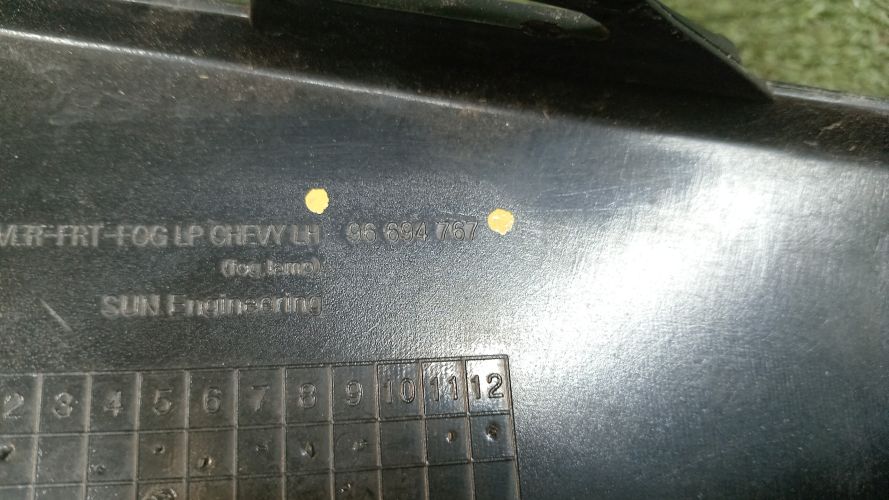 VER-FRT-FOG LP CHEVY LH 96 694 767
(fog lamp)
SUN Engineering
2 3 4 5 6 7 8 9 10 11 12